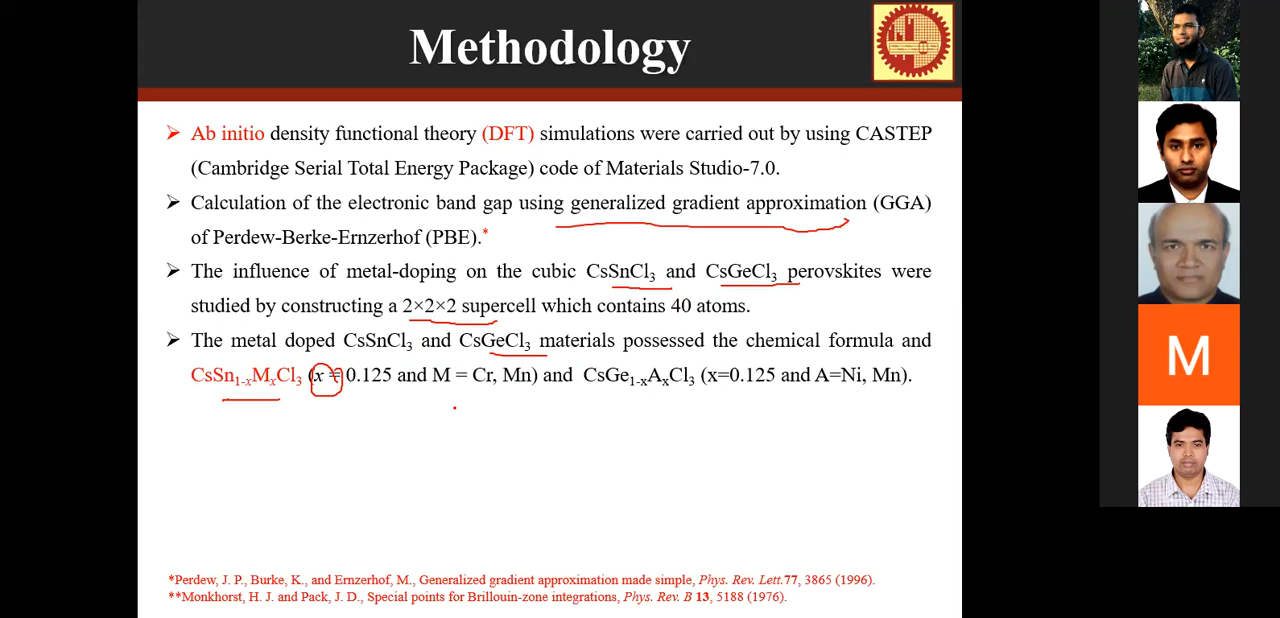 Methodology
➢ Ab initio density functional theory (DFT) simulations were carried out by using CASTEP
(Cambridge Serial Total Energy Package) code of Materials Studio-7.0.
➢ Calculation of the electronic band gap using generalized gradient approximation (GGA)
of Perdew-Berke-Ernzerhof (PBE).*
➢ The influence of metal-doping on the cubic CsSnCl₃ and CsGeCl₃ perovskites were
studied by constructing a 2×2×2 supercell which contains 40 atoms.
➢ The metal doped CsSnCl₃ and CsGeCl₃ materials possessed the chemical formula and
CsSn₁₋ₓMₓCl₃ (x = 0.125 and M = Cr, Mn) and CsGe₁₋ₓAₓCl₃ (x=0.125 and A=Ni, Mn).
*Perdew, J. P., Burke, K., and Ernzerhof, M., Generalized gradient approximation made simple, Phys. Rev. Lett.77, 3865 (1996).
**Monkhorst, H. J. and Pack, J. D., Special points for Brillouin-zone integrations, Phys. Rev. B 13, 5188 (1976).
M